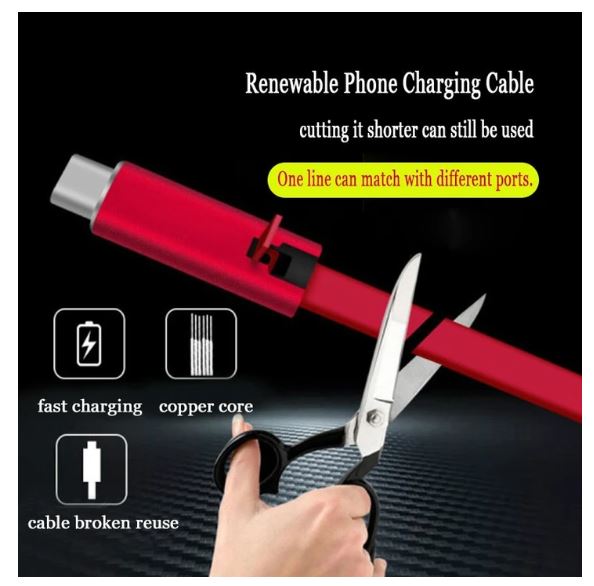 Renewable Phone Charging Cable
cutting it shorter can still be used
One line can match with different ports.
fast charging
copper core
cable broken reuse